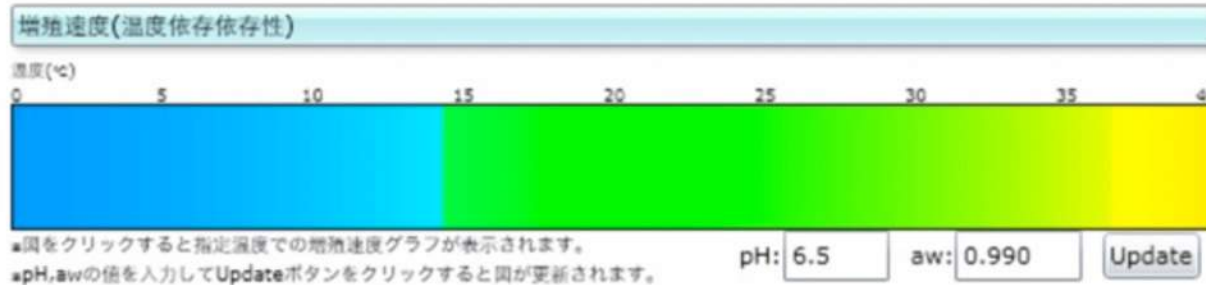 増殖速度(温度依存依存性)
温度(℃)
0 5 10 15 20 25 30 35 4
※図をクリックすると指定温度での増殖速度グラフが表示されます。
※pH,awの値を入力してUpdateボタンをクリックすると図が更新されます。
pH: 6.5 aw: 0.990 Update